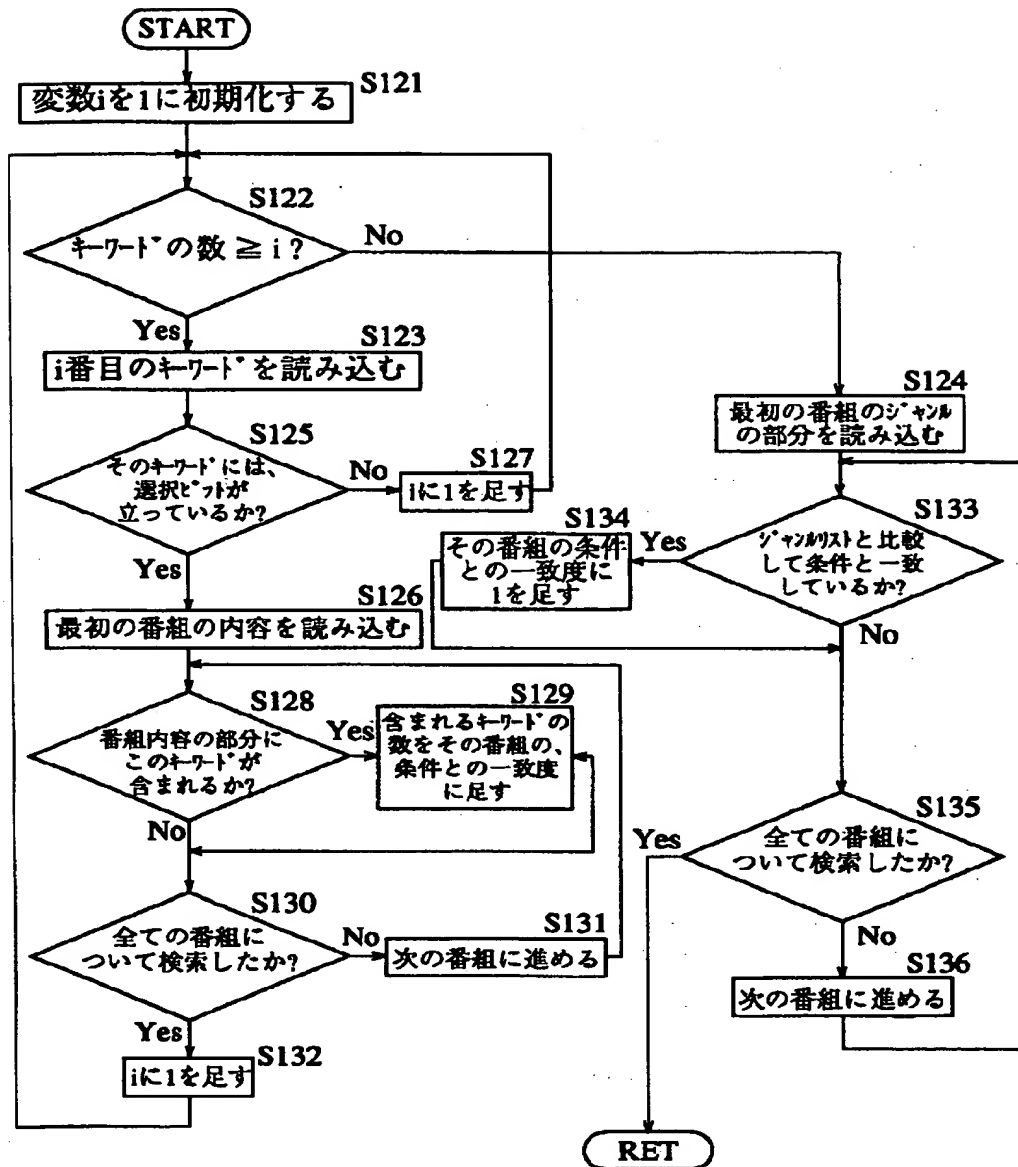 START
S121
変数iを1に初期化する
S122
キーワードの数 ≧ i ?
No
Yes
S123
i番目のキーワードを読み込む
S125
そのキーワードには、
選択ビットが
立っているか?
No
S127
iに1を足す
Yes
S126
最初の番組の内容を読み込む
S128
番組内容の部分に
このキーワードが
含まれるか?
Yes
S129
含まれるキーワードの
数をその番組の、
条件との一致度
に足す
No
S130
全ての番組に
ついて検索したか?
No
S131
次の番組に進める
Yes
S132
iに1を足す
S124
最初の番組のジャンル
の部分を読み込む
S133
ジャンルリストと比較
して条件と一致
しているか?
Yes
S134
その番組の条件
との一致度に
1を足す
No
S135
全ての番組に
ついて検索したか?
Yes
No
S136
次の番組に進める
RET